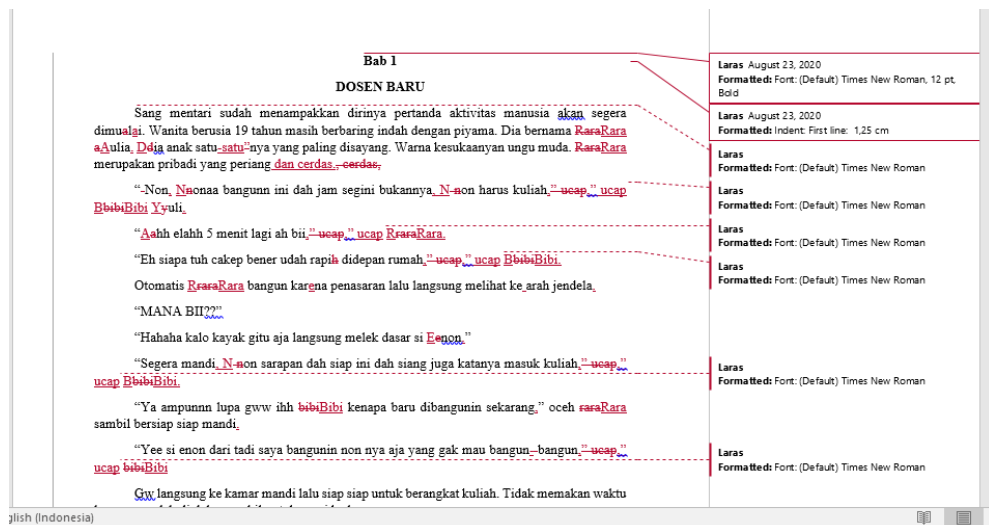 Bab 1
DOSEN BARU
Sang mentari sudah menampakkan dirinya pertanda aktivitas manusia akan segera
dimualai. Wanita berusia 19 tahun masih berbaring indah dengan piyama. Dia bernama RaraRara
aAulia, Ddia anak satu-satu”nya yang paling disayang. Warna kesukaanyan ungu muda. RaraRara
merupakan pribadi yang periang dan cerdas., cerdas,
“-Non, Nnonaa bangunn ini dah jam segini bukannya, N-non harus kuliah,” ucap,” ucap
BbibiBibi Yyuli.
“Aahh elahh 5 menit lagi ah bii,” ucap,” ucap RraraRara.
“Eh siapa tuh cakep bener udah rapih didepan rumah,” ucap,” ucap BbibiBibi.
Otomatis RraraRara bangun karena penasaran lalu langsung melihat ke arah jendela.
“MANA BII??”
“Hahaha kalo kayak gitu aja langsung melek dasar si Eenon.”
“Segera mandi, N-non sarapan dah siap ini dah siang juga katanya masuk kuliah,” ucap,”
ucap BbibiBibi.
“Ya ampunnn lupa gww ihh bibiBibi kenapa baru dibangunin sekarang,” oceh raraRara
sambil bersiap siap mandi.
“Yee si enon dari tadi saya bangunin non nya aja yang gak mau bangun--bangun,” ucap,”
ucap bibiBibi
Gw langsung ke kamar mandi lalu siap siap untuk berangkat kuliah. Tidak memakan waktu
Laras August 23, 2020
Formatted: Font: (Default) Times New Roman, 12 pt,
Bold
Laras August 23, 2020
Formatted: Indent: First line: 1,25 cm
Laras
Formatted: Font: (Default) Times New Roman
Laras
Formatted: Font: (Default) Times New Roman
Laras
Formatted: Font: (Default) Times New Roman
Laras
Formatted: Font: (Default) Times New Roman
Laras
Formatted: Font: (Default) Times New Roman
Laras
Formatted: Font: (Default) Times New Roman
glish (Indonesia)